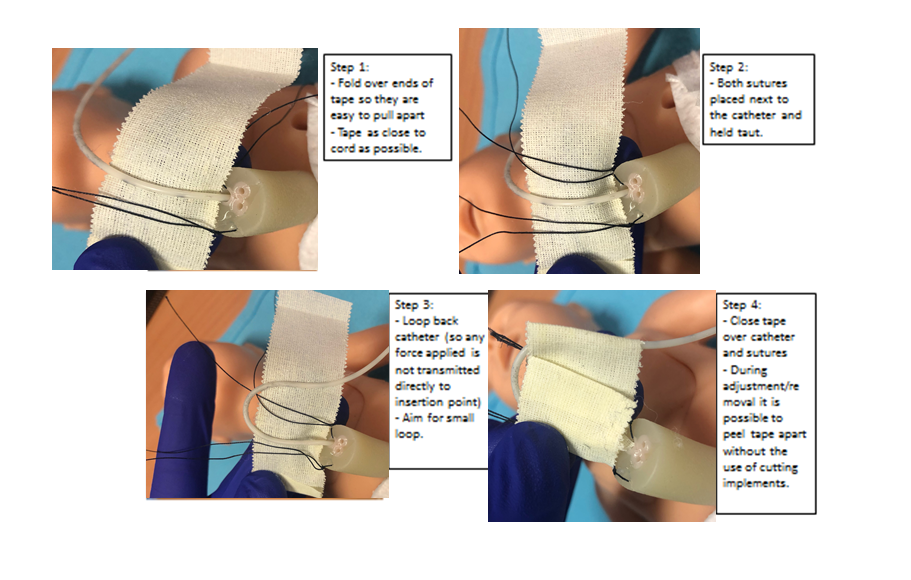 Step 1:
- Fold over ends of
tape so they are
easy to pull apart
- Tape as close to
cord as possible.
Step 2:
- Both sutures
placed next to
the catheter and
held taut.
Step 3:
- Loop back
catheter (so any
force applied is
not transmitted
directly to
insertion point)
- Aim for small
loop.
Step 4:
- Close tape
over catheter
and sutures
- During
adjustment/re
moval it is
possible to
peel tape apart
without the
use of cutting
implements.